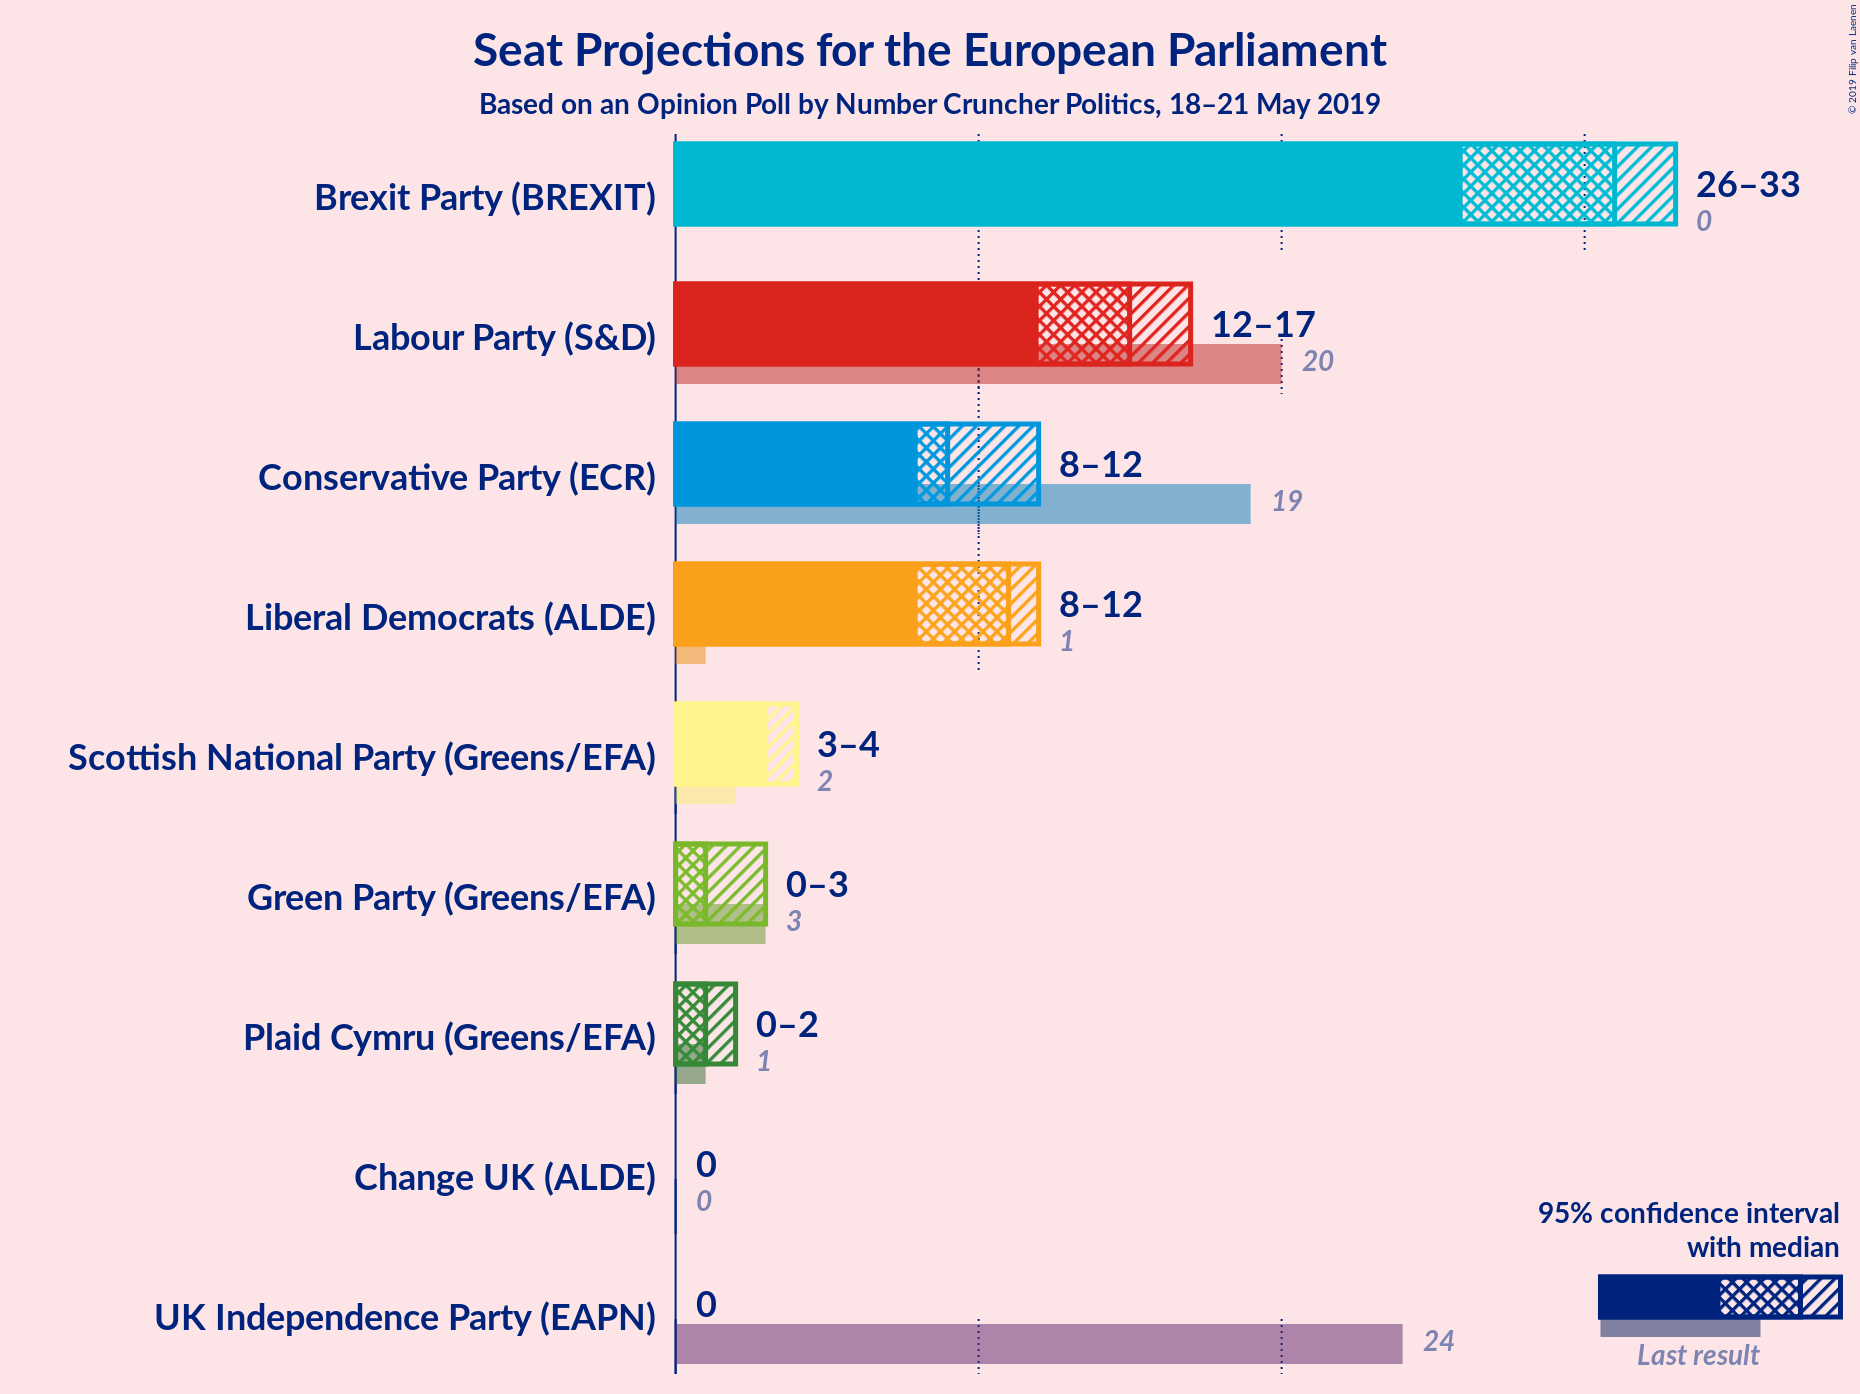 Seat Projections for the European Parliament
Based on an Opinion Poll by Number Cruncher Politics, 18–21 May 2019
© 2019 Filip van Laenen
Brexit Party (BREXIT)
26–33
0
Labour Party (S&D)
12–17
20
Conservative Party (ECR)
8–12
19
Liberal Democrats (ALDE)
8–12
1
Scottish National Party (Greens/EFA)
3–4
2
Green Party (Greens/EFA)
0–3
3
Plaid Cymru (Greens/EFA)
0–2
1
Change UK (ALDE)
0
0
UK Independence Party (EAPN)
0
24
95% confidence interval
with median
Last result